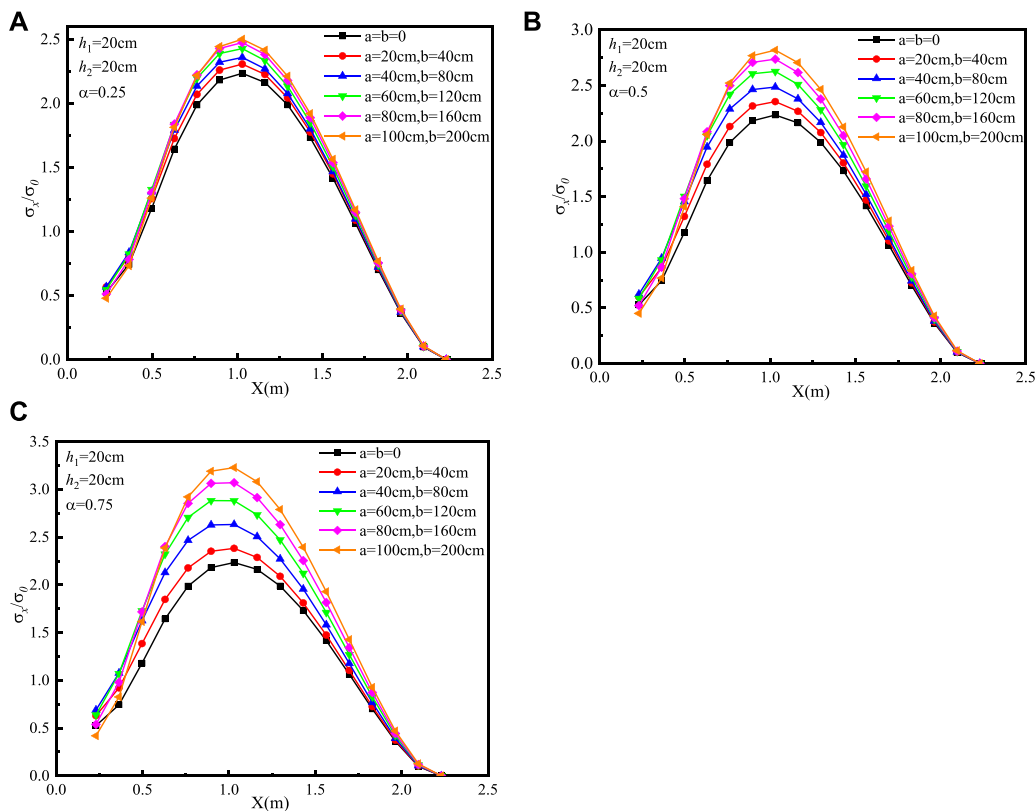 A
h₁=20cm
h₂=20cm
α=0.25
a=b=0
a=20cm,b=40cm
a=40cm,b=80cm
a=60cm,b=120cm
a=80cm,b=160cm
a=100cm,b=200cm
2.5
2.0
1.5
1.0
0.5
0.0
σₓ/σ₀
0.0 0.5 1.0 1.5 2.0 2.5
X(m)
B
h₁=20cm
h₂=20cm
α=0.5
a=b=0
a=20cm,b=40cm
a=40cm,b=80cm
a=60cm,b=120cm
a=80cm,b=160cm
a=100cm,b=200cm
3.0
2.5
2.0
1.5
1.0
0.5
0.0
σₓ/σ₀
0.0 0.5 1.0 1.5 2.0 2.5
X(m)
C
h₁=20cm
h₂=20cm
α=0.75
a=b=0
a=20cm,b=40cm
a=40cm,b=80cm
a=60cm,b=120cm
a=80cm,b=160cm
a=100cm,b=200cm
3.5
3.0
2.5
2.0
1.5
1.0
0.5
0.0
σₓ/σ₀
0.0 0.5 1.0 1.5 2.0 2.5
X(m)